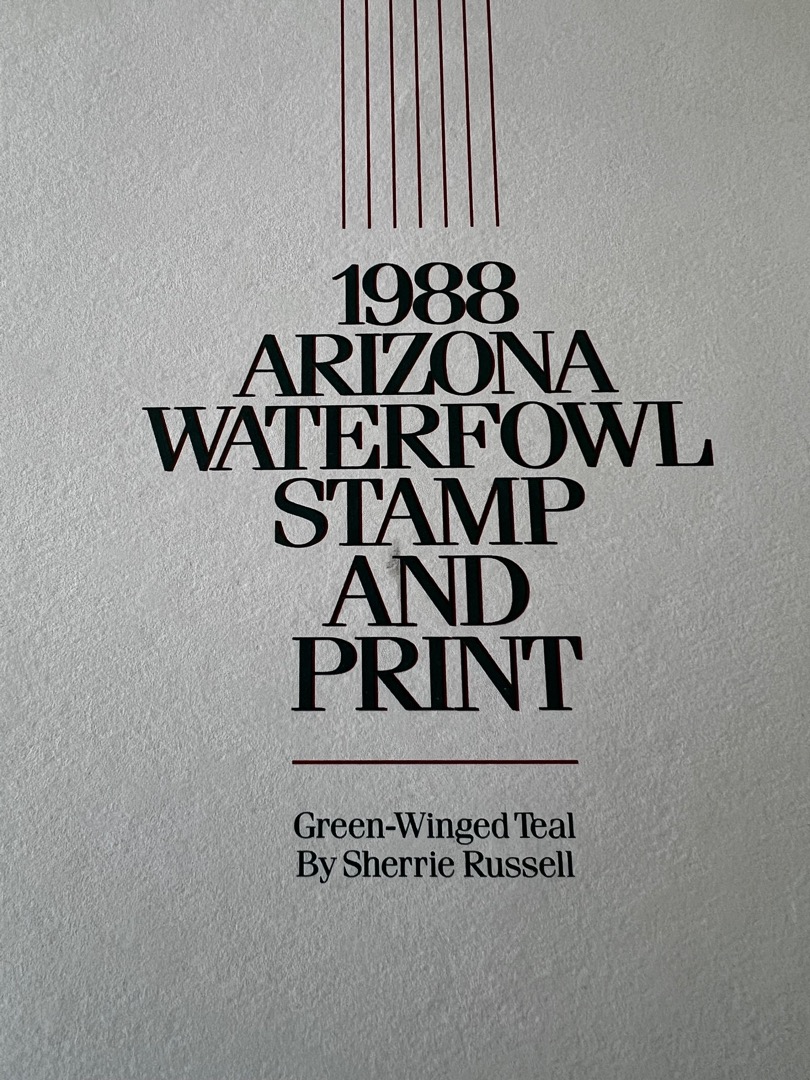 1988
ARIZONA
WATERFOWL
STAMP
AND
PRINT
Green-Winged Teal
By Sherrie Russell